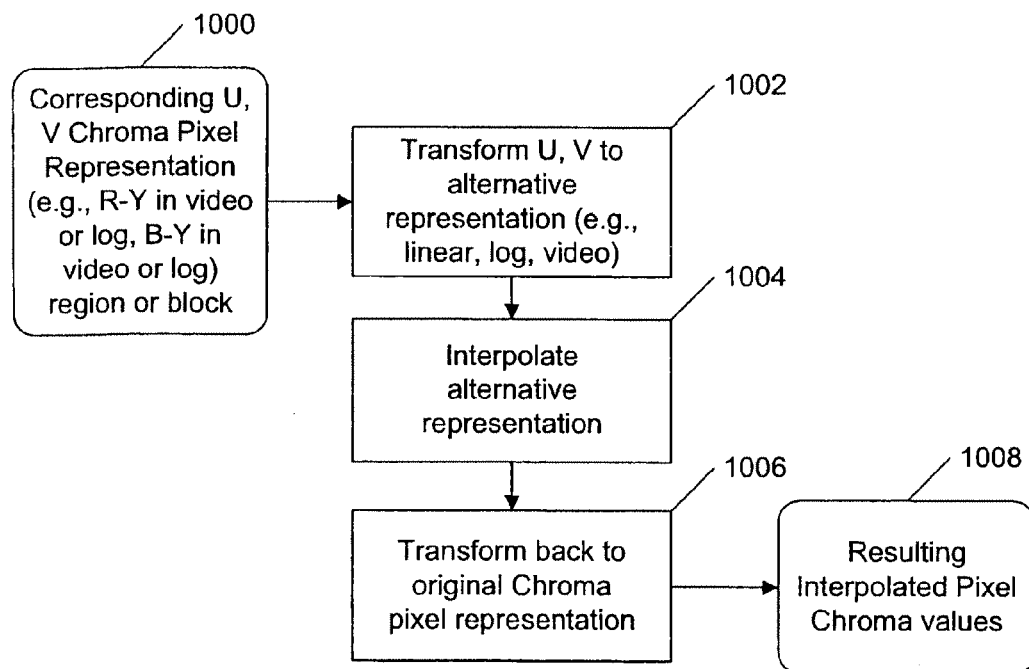 1000
Corresponding U,
V Chroma Pixel
Representation
(e.g., R-Y in video
or log, B-Y in
video or log)
region or block
1002
Transform U, V to
alternative
representation (e.g.,
linear, log, video)
1004
Interpolate
alternative
representation
1006
Transform back to
original Chroma
pixel representation
1008
Resulting
Interpolated Pixel
Chroma values